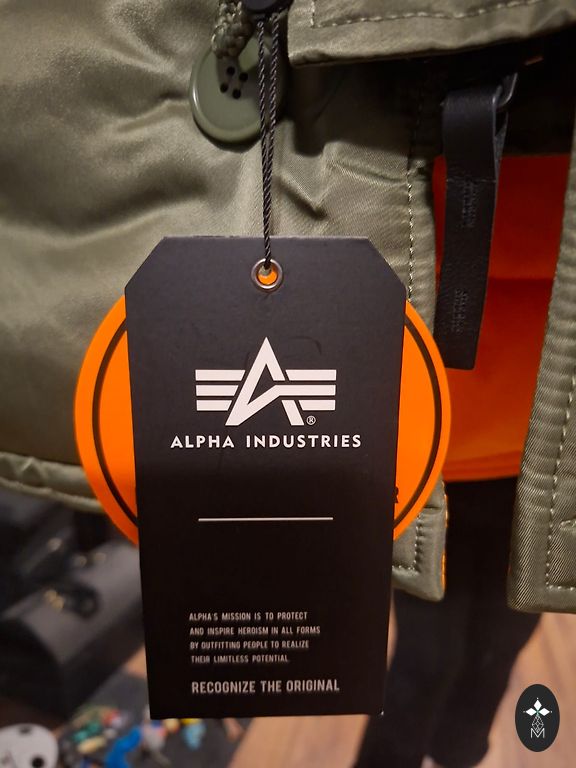 ALPHA INDUSTRIES®
ALPHA'S MISSION IS TO PROTECT
AND INSPIRE HEROISM IN ALL FORMS
BY OUTFITTING PEOPLE TO REALIZE
THEIR LIMITLESS POTENTIAL
RECOGNIZE THE ORIGINAL